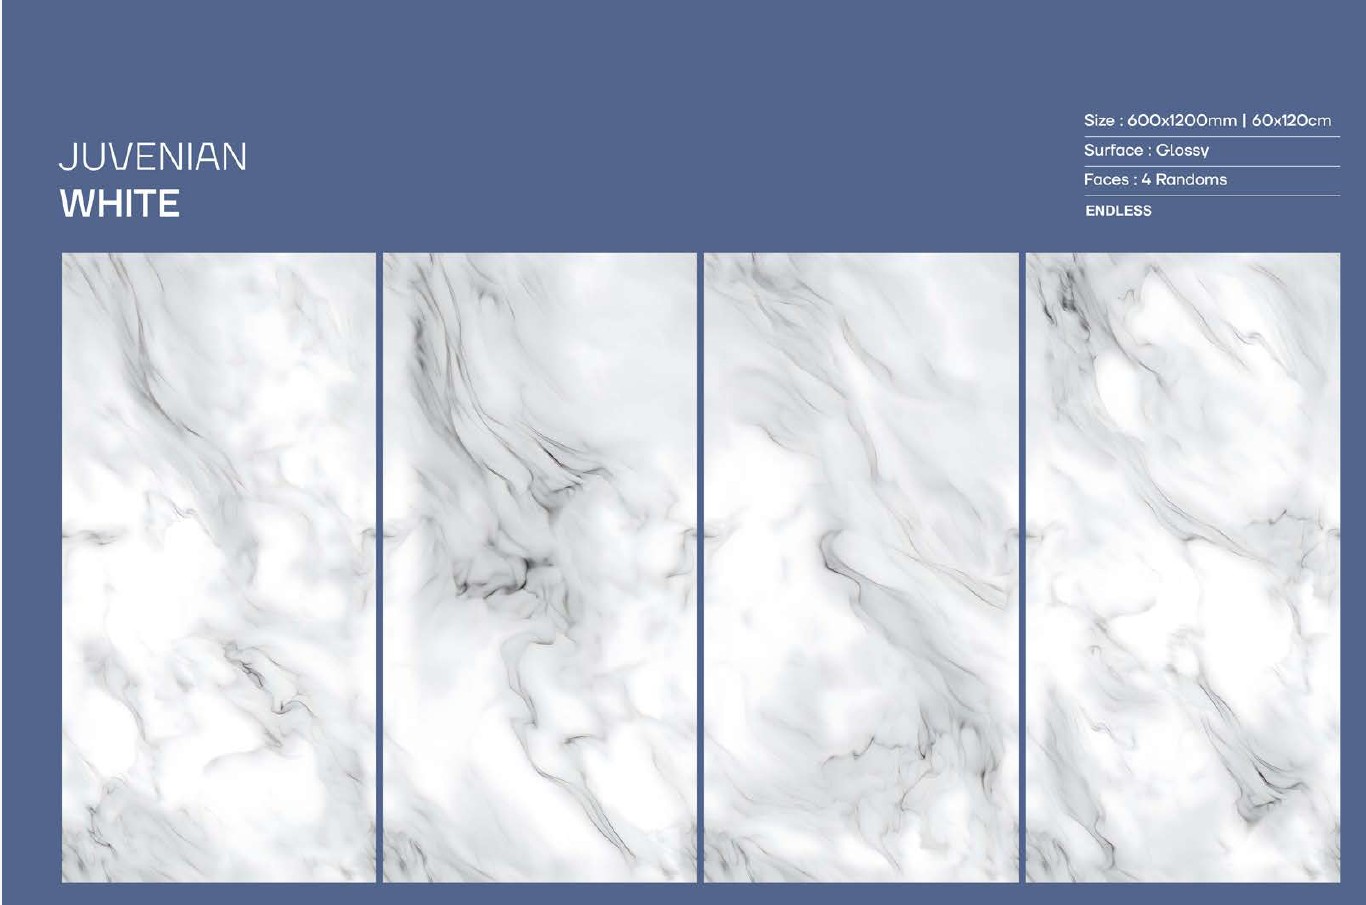 JUVENIAN
WHITE
Size : 600x1200mm | 60x120cm
Surface : Glossy
Faces : 4 Randoms
ENDLESS